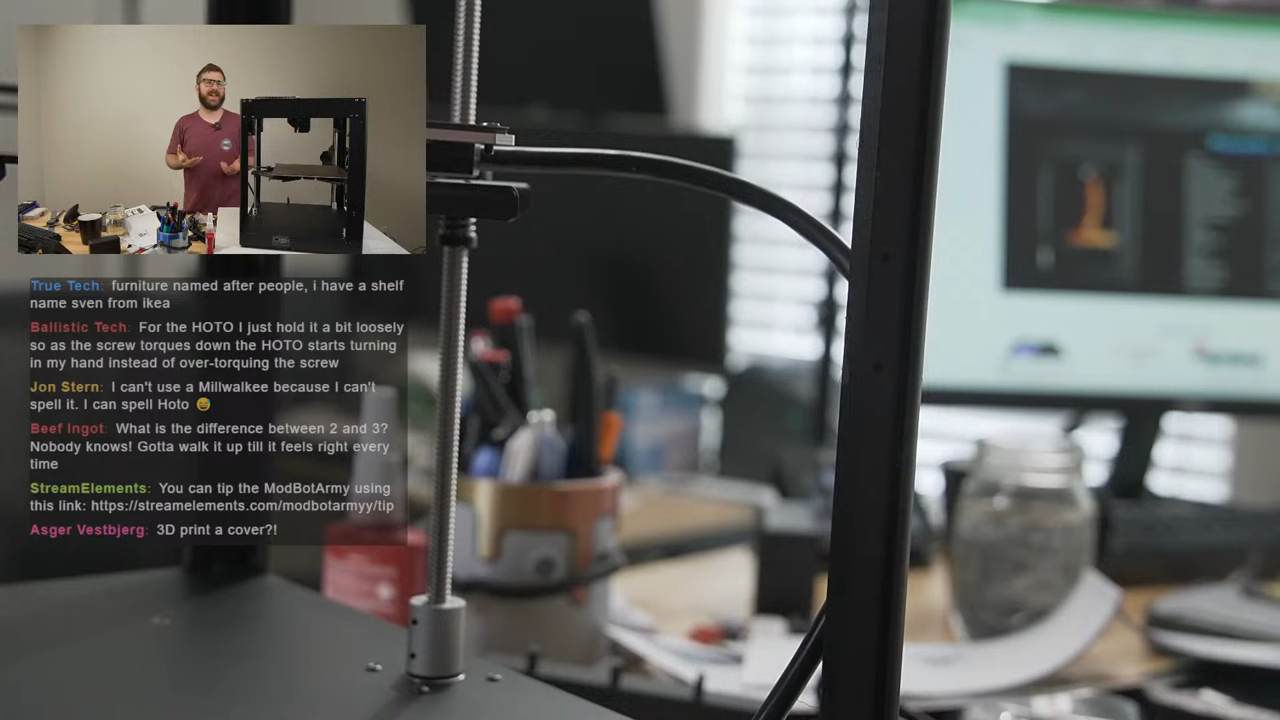 True Tech: furniture named after people, i have a shelf
name sven from ikea
Ballistic Tech: For the HOTO I just hold it a bit loosely
so as the screw torques down the HOTO starts turning
in my hand instead of over-torquing the screw
Jon Stern: I can't use a Millwalkee because I can't
spell it. I can spell Hoto 😅
Beef Ingot: What is the difference between 2 and 3?
Nobody knows! Gotta walk it up till it feels right every
time
StreamElements: You can tip the ModBotArmy using
this link: https://streamelements.com/modbotarmyy/tip
Asger Vestbjerg: 3D print a cover?!